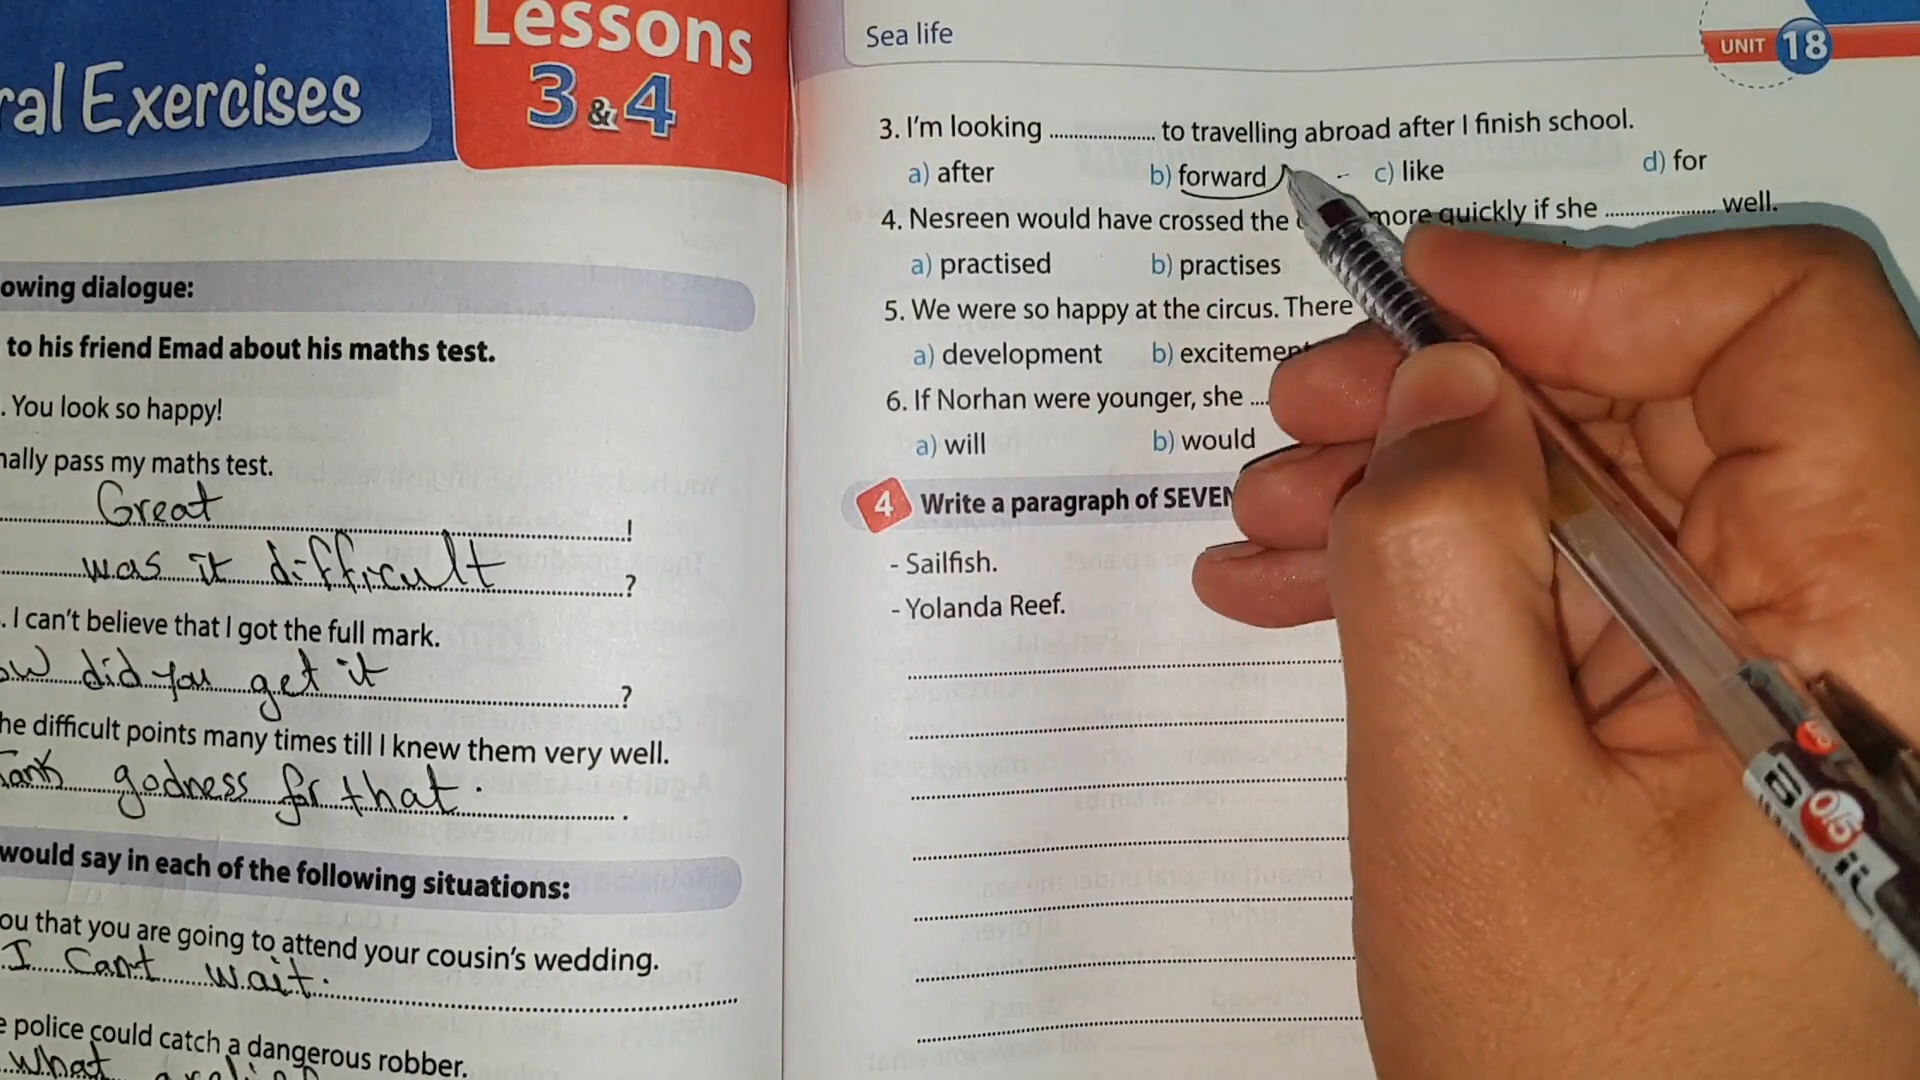 ral Exercises
Lessons
3 & 4
owing dialogue:
to his friend Emad about his maths test.
. You look so happy!
nally pass my maths test.
Great !
was it difficult ?
. I can't believe that I got the full mark.
ow did you get it ?
he difficult points many times till I knew them very well.
ank godness for that .
would say in each of the following situations:
ou that you are going to attend your cousin's wedding.
I can't wait.
e police could catch a dangerous robber.
what
Sea life
UNIT 18
3. I'm looking .................... to travelling abroad after I finish school.
a) after b) forward c) like d) for
4. Nesreen would have crossed the more quickly if she .................... well.
a) practised b) practises
5. We were so happy at the circus. There
a) development b) excitement
6. If Norhan were younger, she ....
a) will b) would
4 Write a paragraph of SEVEN
- Sailfish.
- Yolanda Reef.